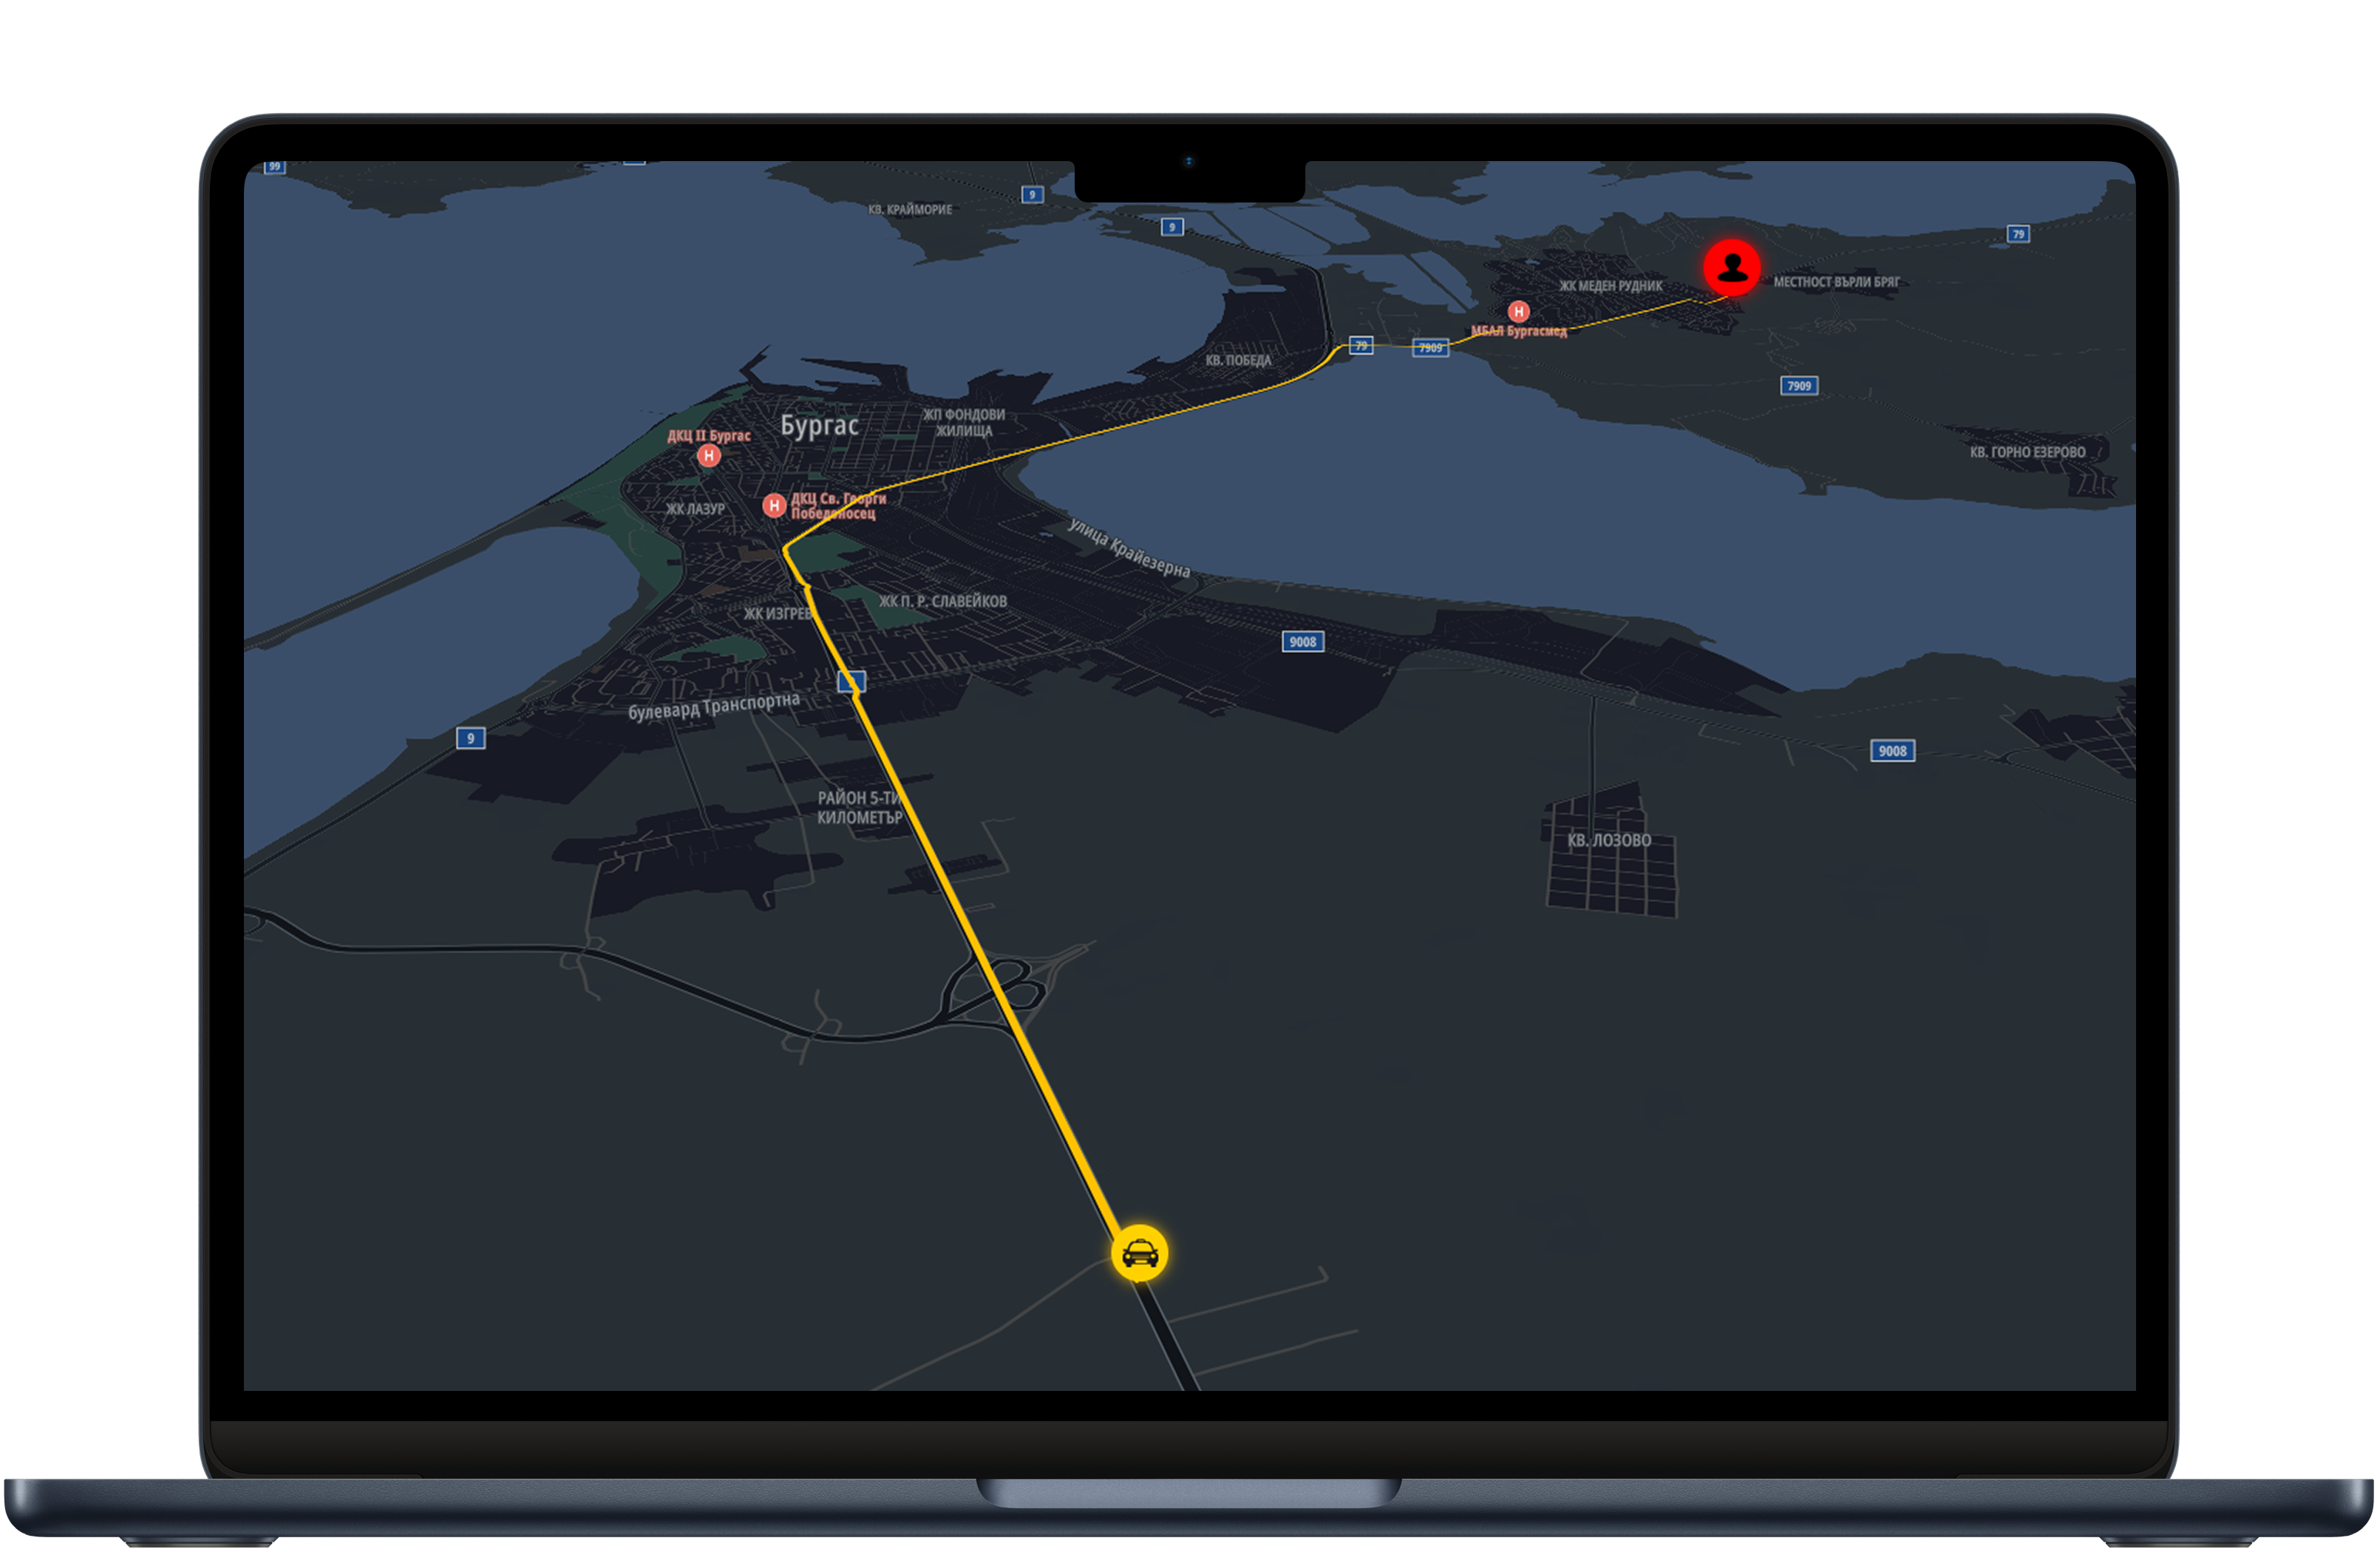 99
9
КВ. КРАЙМОРИЕ
9
79
ЖК МЕДЕН РУДНИК
МЕСТНОСТ ВЪРЛИ БРЯГ
H
МБАЛ Бургасмед
79
7909
КВ. ПОБЕДА
7909
ЖП ФОНДОВИ
ЖИЛИЩА
Бургас
ДКЦ II Бургас
H
КВ. ГОРНО ЕЗЕРОВО
H
ДКЦ Св. Георги
Победоносец
ЖК ЛАЗУР
улица Крайезерна
ЖК П. Р. СЛАВЕЙКОВ
ЖК ИЗГРЕВ
9008
булевард Транспортна
9
9008
РАЙОН 5-ТИ
КИЛОМЕТЪР
КВ. ЛОЗОВО